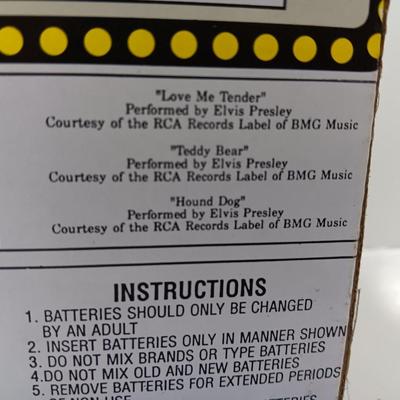 "Love Me Tender"
Performed by Elvis Presley
Courtesy of the RCA Records Label of BMG Music
"Teddy Bear"
Performed by Elvis Presley
Courtesy of the RCA Records Label of BMG Music
"Hound Dog"
Performed by Elvis Presley
Courtesy of the RCA Records Label of BMG Music
INSTRUCTIONS
1. BATTERIES SHOULD ONLY BE CHANGED
BY AN ADULT
2. INSERT BATTERIES ONLY IN MANNER SHOWN
3. DO NOT MIX BRANDS OR TYPE BATTERIES
4.DO NOT MIX OLD AND NEW BATTERIES
5. REMOVE BATTERIES FOR EXTENDED PERIODS
OF NON USE